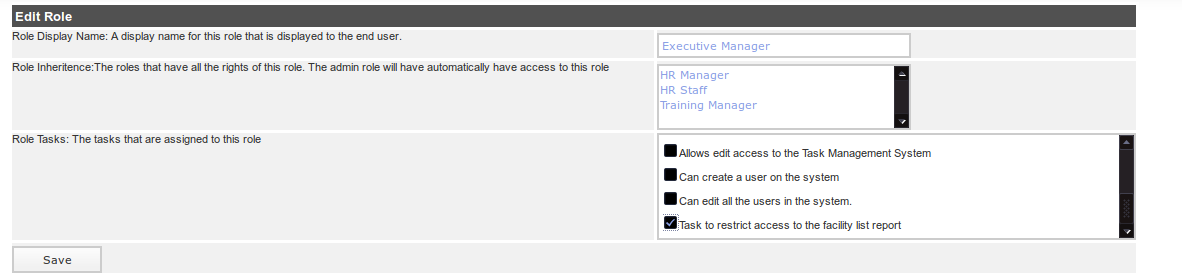 Edit Role
Role Display Name: A display name for this role that is displayed to the end user.
Executive Manager
Role Inheritence:The roles that have all the rights of this role. The admin role will have automatically have access to this role
HR Manager
HR Staff
Training Manager
Role Tasks: The tasks that are assigned to this role
Allows edit access to the Task Management System
Can create a user on the system
Can edit all the users in the system.
Task to restrict access to the facility list report
Save